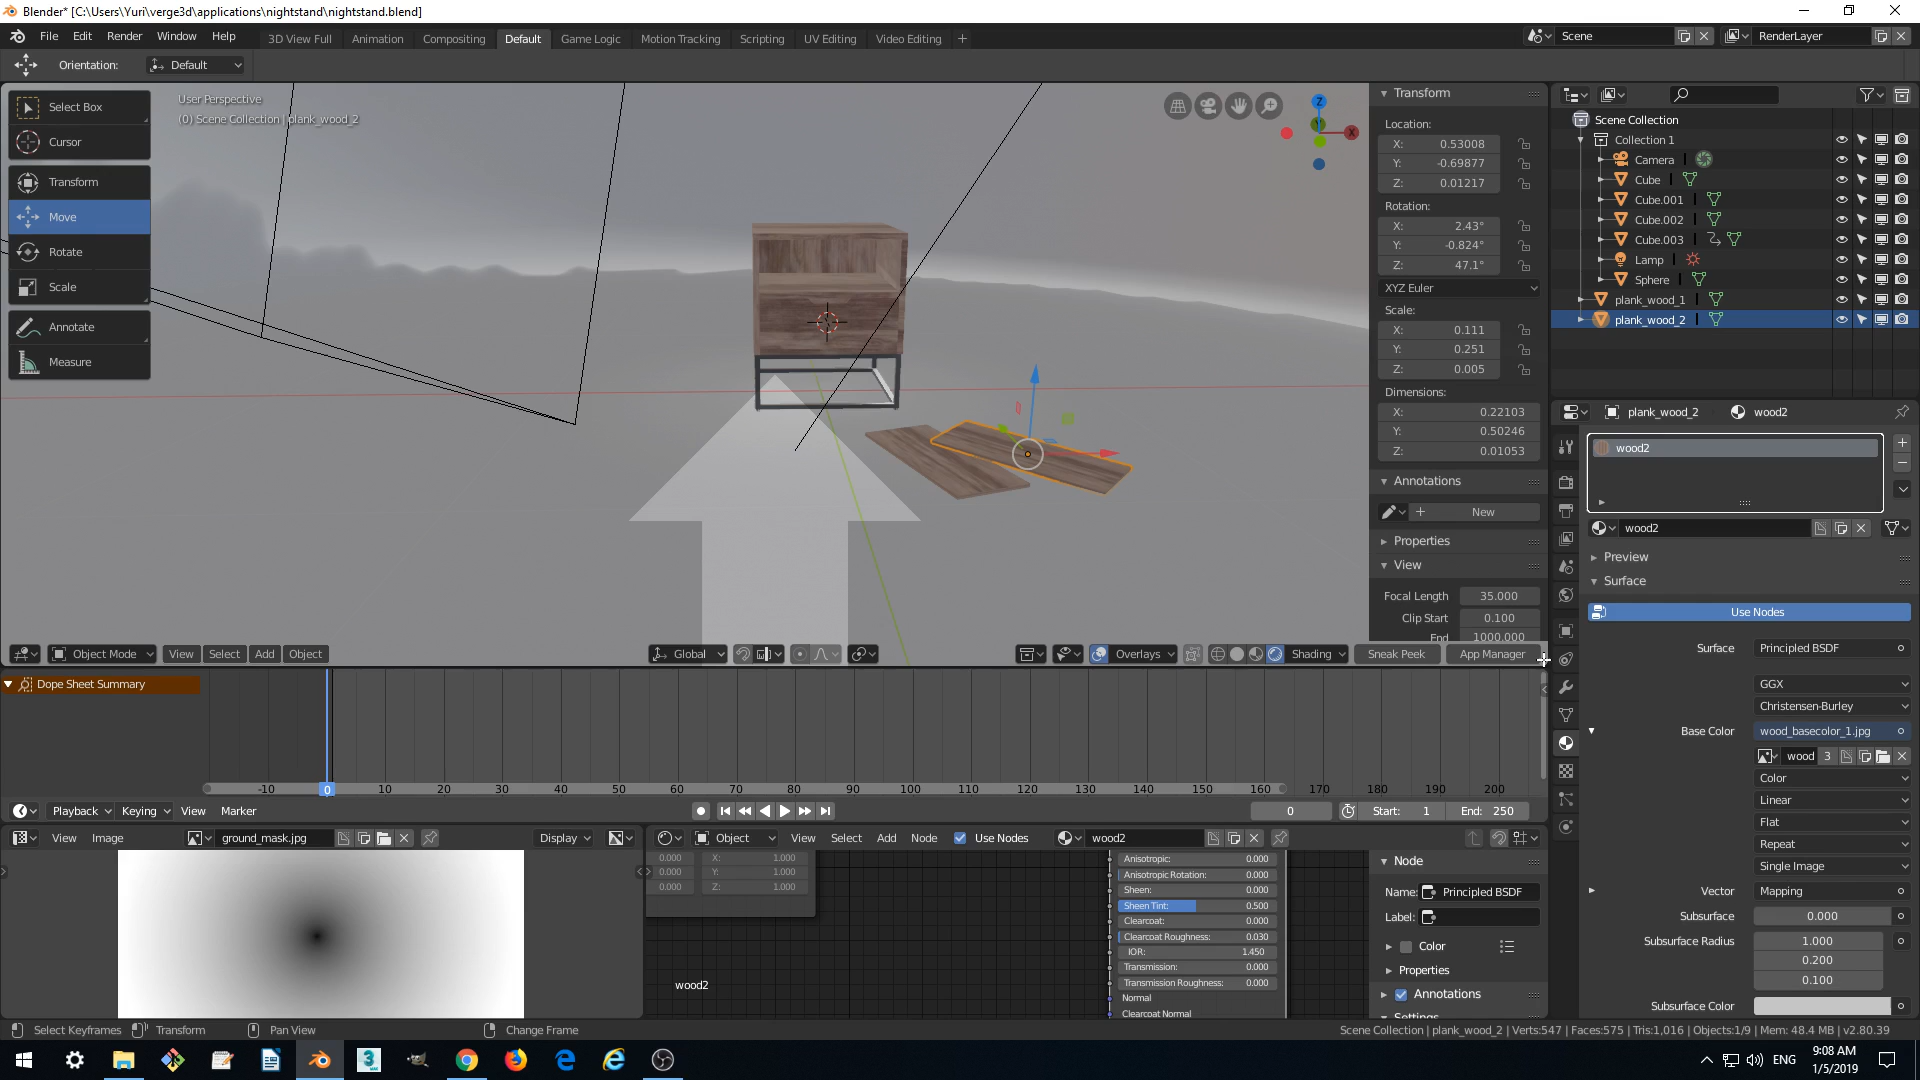 Blender* [C:\Users\Yuri\verge3d\applications\nightstand\nightstand.blend]
File Edit Render Window Help 3D View Full Animation Compositing Default Game Logic Motion Tracking Scripting UV Editing Video Editing + Scene RenderLayer
Orientation: Default
Select Box
Cursor
Transform
Move
Rotate
Scale
Annotate
Measure
User Perspective
(0) Scene Collection | plank_wood_2
Z
X
Transform
Location:
X: 0.53008
Y: -0.69877
Z: 0.01217
Rotation:
X: 2.43°
Y: -0.824°
Z: 47.1°
XYZ Euler
Scale:
X: 0.111
Y: 0.251
Z: 0.005
Dimensions:
X: 0.22103
Y: 0.50246
Z: 0.01053
Annotations
New
Properties
View
Focal Length 35.000
Clip Start 0.100
End 1000.000
Scene Collection
Collection 1
Camera
Cube
Cube.001
Cube.002
Cube.003
Lamp
Sphere
plank_wood_1
plank_wood_2
plank_wood_2 wood2
wood2
wood2
Preview
Surface
Use Nodes
Surface Principled BSDF
GGX
Christensen-Burley
Base Color wood_basecolor_1.jpg
wood 3
Color
Linear
Flat
Repeat
Single Image
Vector Mapping
Subsurface 0.000
Subsurface Radius 1.000
0.200
0.100
Subsurface Color
Object Mode View Select Add Object Global Overlays Shading Sneak Peek App Manager
Dope Sheet Summary
-10 0 10 20 30 40 50 60 70 80 90 100 110 120 130 140 150 160 170 180 190 200
Playback Keying View Marker 0 Start: 1 End: 250
View Image ground_mask.jpg Display
Object View Select Add Node Use Nodes wood2
0.000 X: 1.000
0.000 Y: 1.000
0.000 Z: 1.000
wood2
Anisotropic: 0.000
Anisotropic Rotation: 0.000
Sheen: 0.000
Sheen Tint: 0.500
Clearcoat: 0.000
Clearcoat Roughness: 0.030
IOR: 1.450
Transmission: 0.000
Transmission Roughness: 0.000
Normal
Clearcoat Normal
Node
Name: Principled BSDF
Label:
Color
Properties
Annotations
Settings
Select Keyframes Transform Pan View Change Frame Scene Collection | plank_wood_2 | Verts:547 | Faces:575 | Tris:1,016 | Objects:1/9 | Mem: 48.4 MB | v2.80.39
3
ENG
9:08 AM
1/5/2019